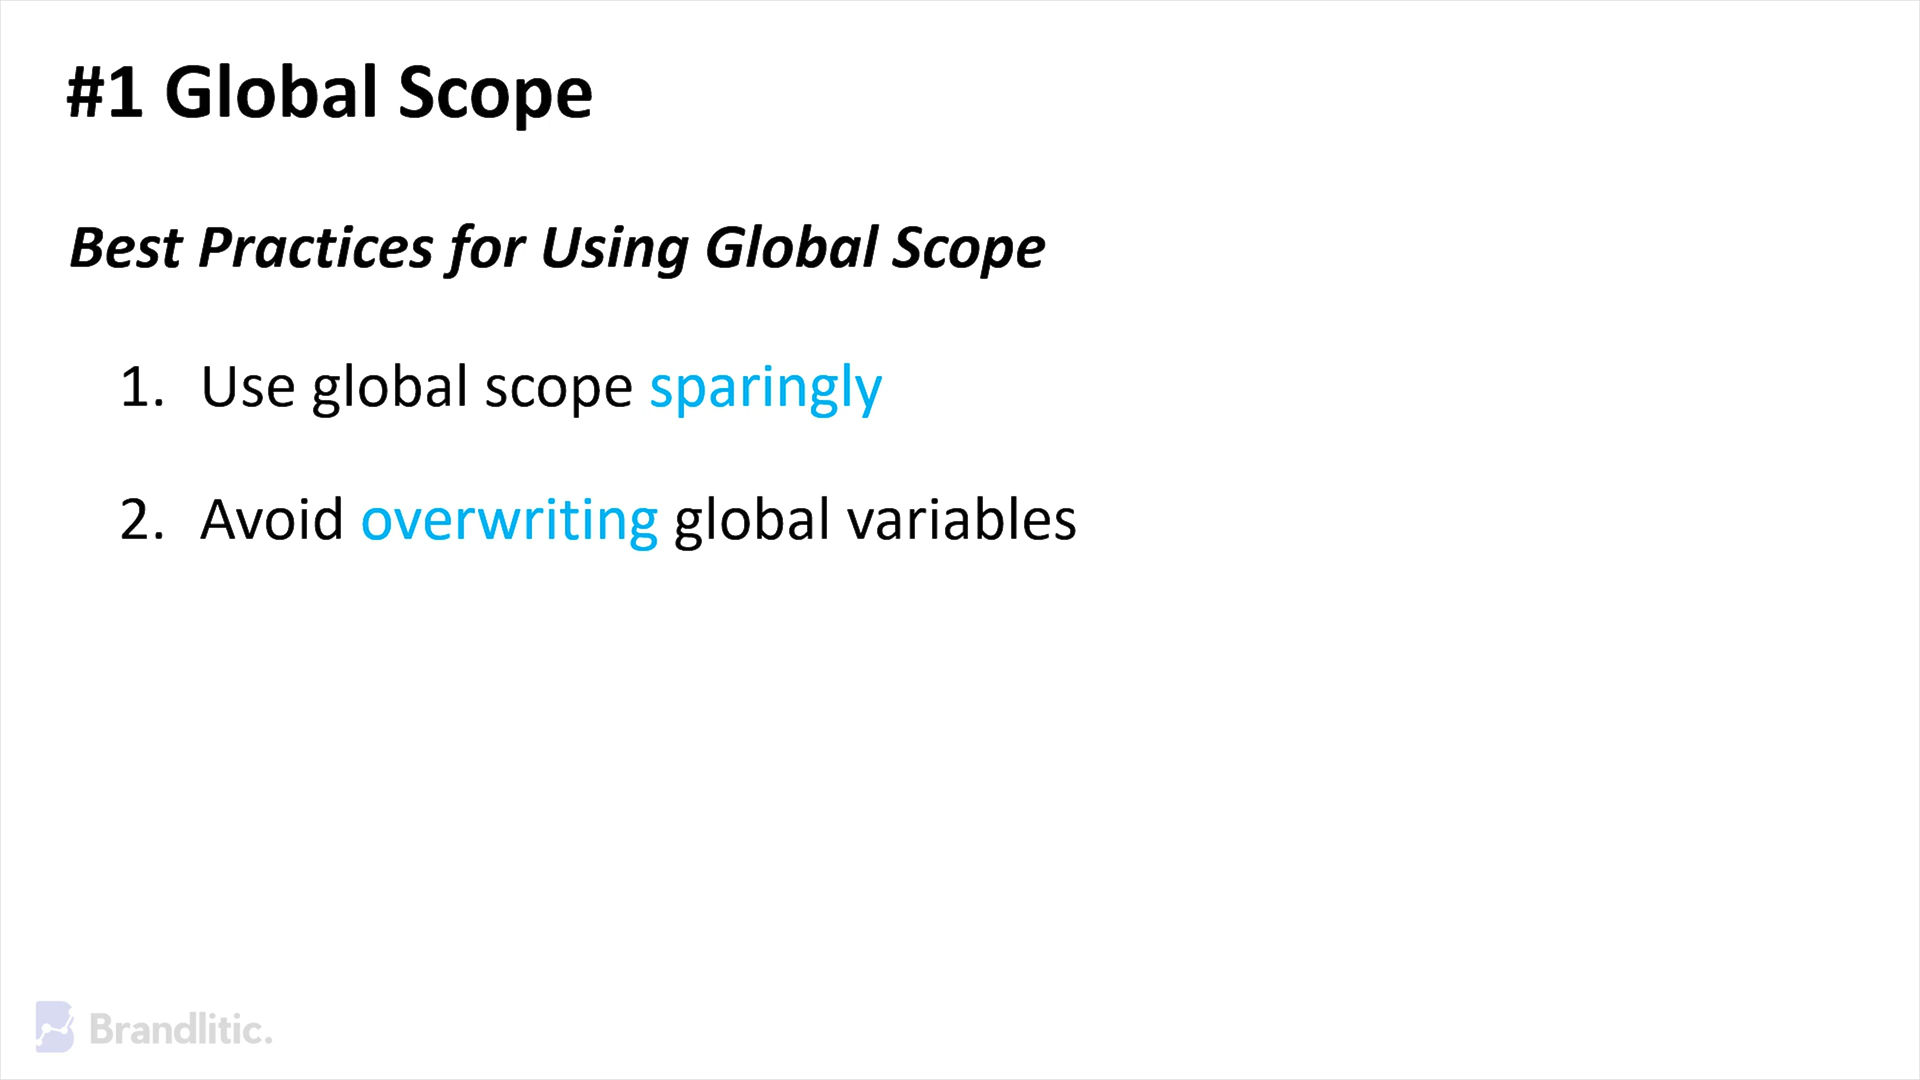 #1 Global Scope
Best Practices for Using Global Scope
1. Use global scope sparingly
2. Avoid overwriting global variables
Brandlitic.